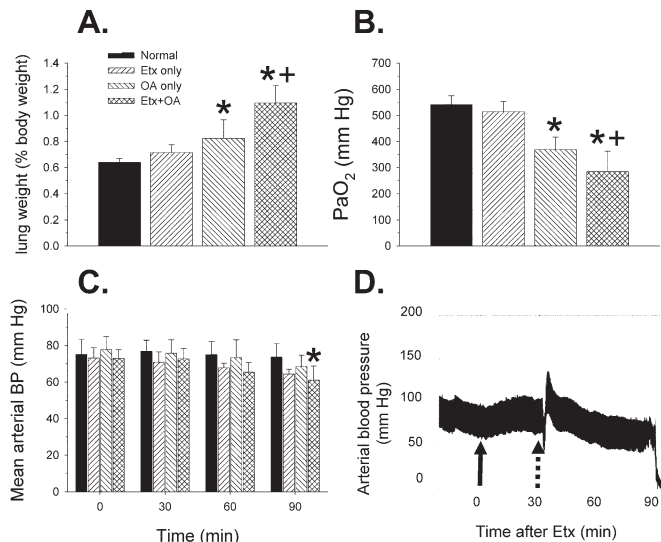 A.
lung weight (% body weight)
1.4
1.2
1.0
0.8
0.6
0.4
0.2
0.0
Normal
Etx only
OA only
Etx+OA
*
*+
B.
PaO2 (mm Hg)
700
600
500
400
300
200
100
0
*
*+
C.
Mean arterial BP (mm Hg)
100
80
60
40
20
0
*
0 30 60 90
Time (min)
D.
Arterial blood pressure
(mm Hg)
200
150
100
50
0
0 30 60 90
Time after Etx (min)